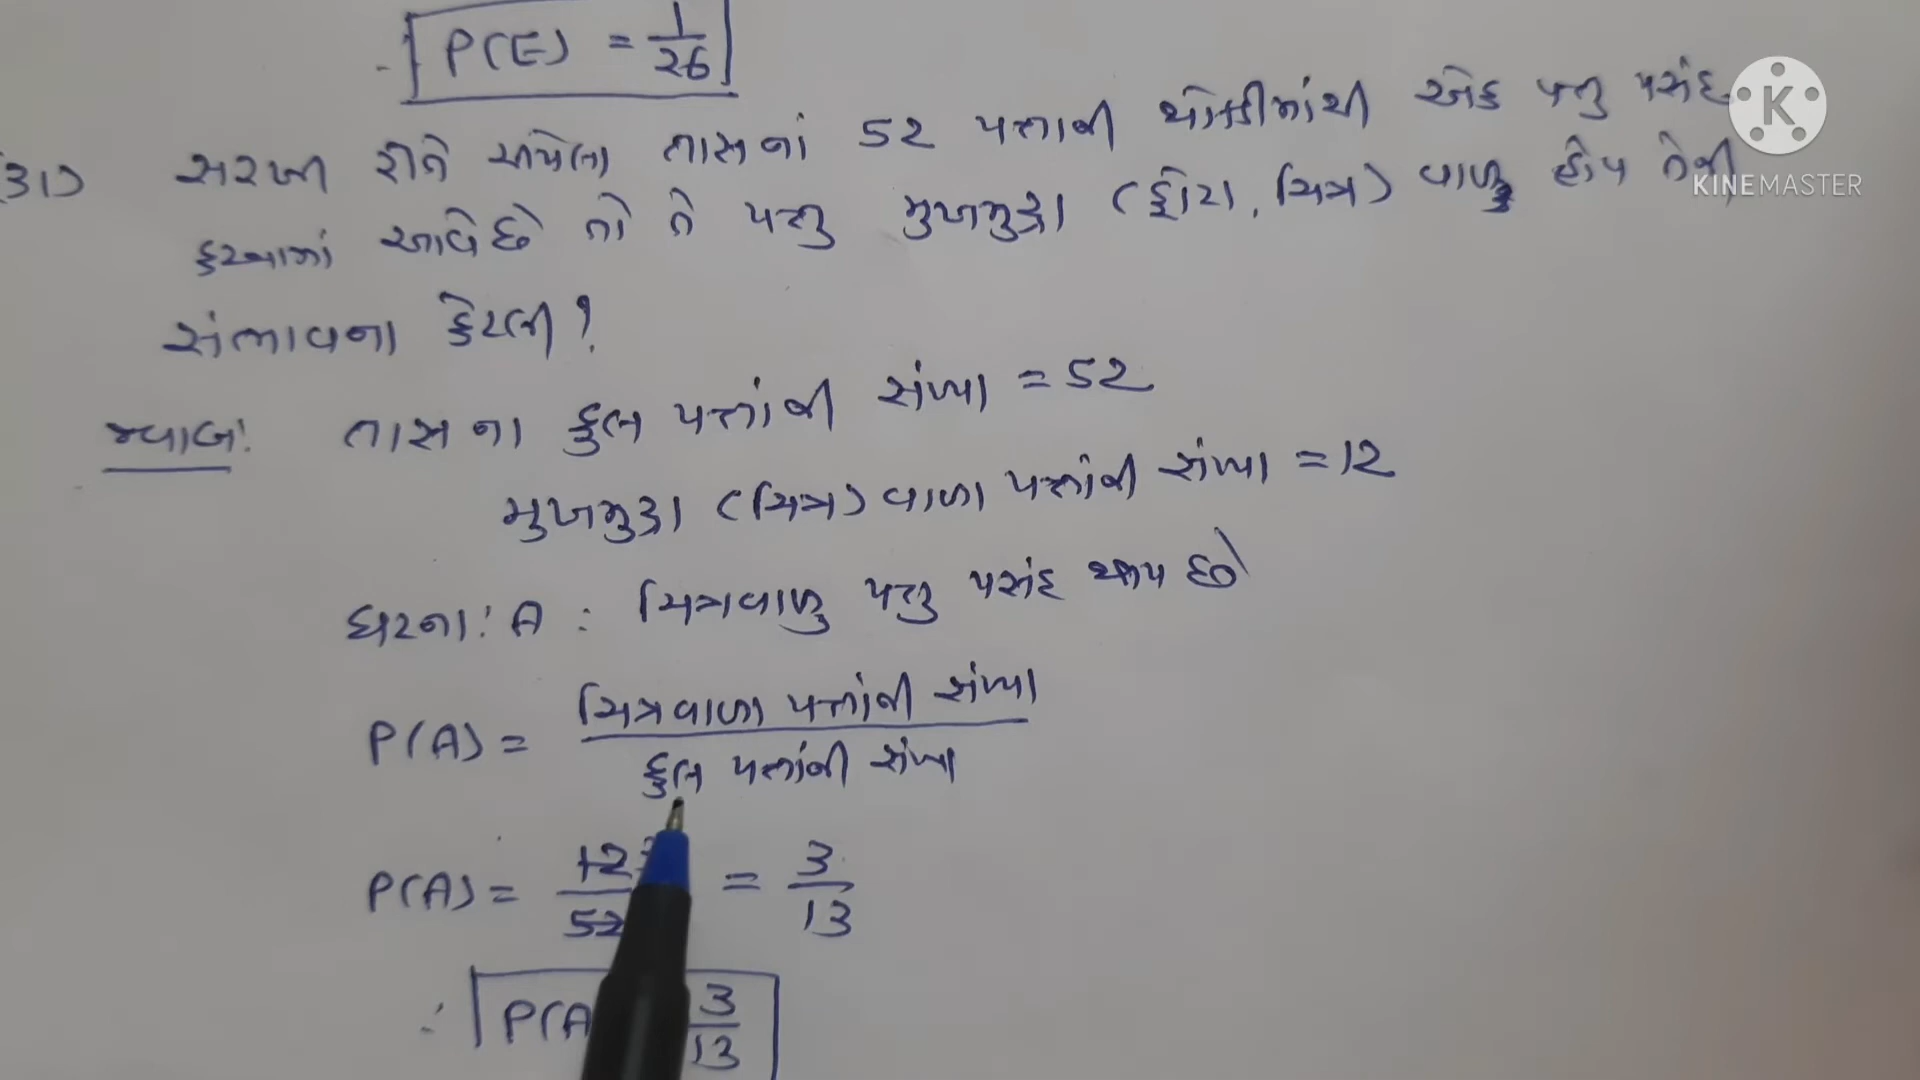 ∴ P(E) = 1/26
31) સરખી રીતે ચીપેલા તાસનાં 52 પત્તાની થોકડીમાંથી એક પત્તુ પસંદ
કરવામાં આવે છે તો તે પત્તુ મુખમુદ્રા (ફોટા, ચિત્ર) વાળુ હોય તેની
સંભાવના કેટલી?
જવાબ: તાસના કુલ પત્તાંની સંખ્યા = 52
મુખમુદ્રા (ચિત્ર) વાળા પત્તાંની સંખ્યા = 12
ઘટના: A : ચિત્રવાળુ પત્તુ પસંદ થાય છે
P(A) = ચિત્રવાળા પત્તાંની સંખ્યા / કુલ પત્તાંની સંખ્યા
P(A) = 12/52 = 3/13
∴ P(A 3/13
K
KINEMASTER